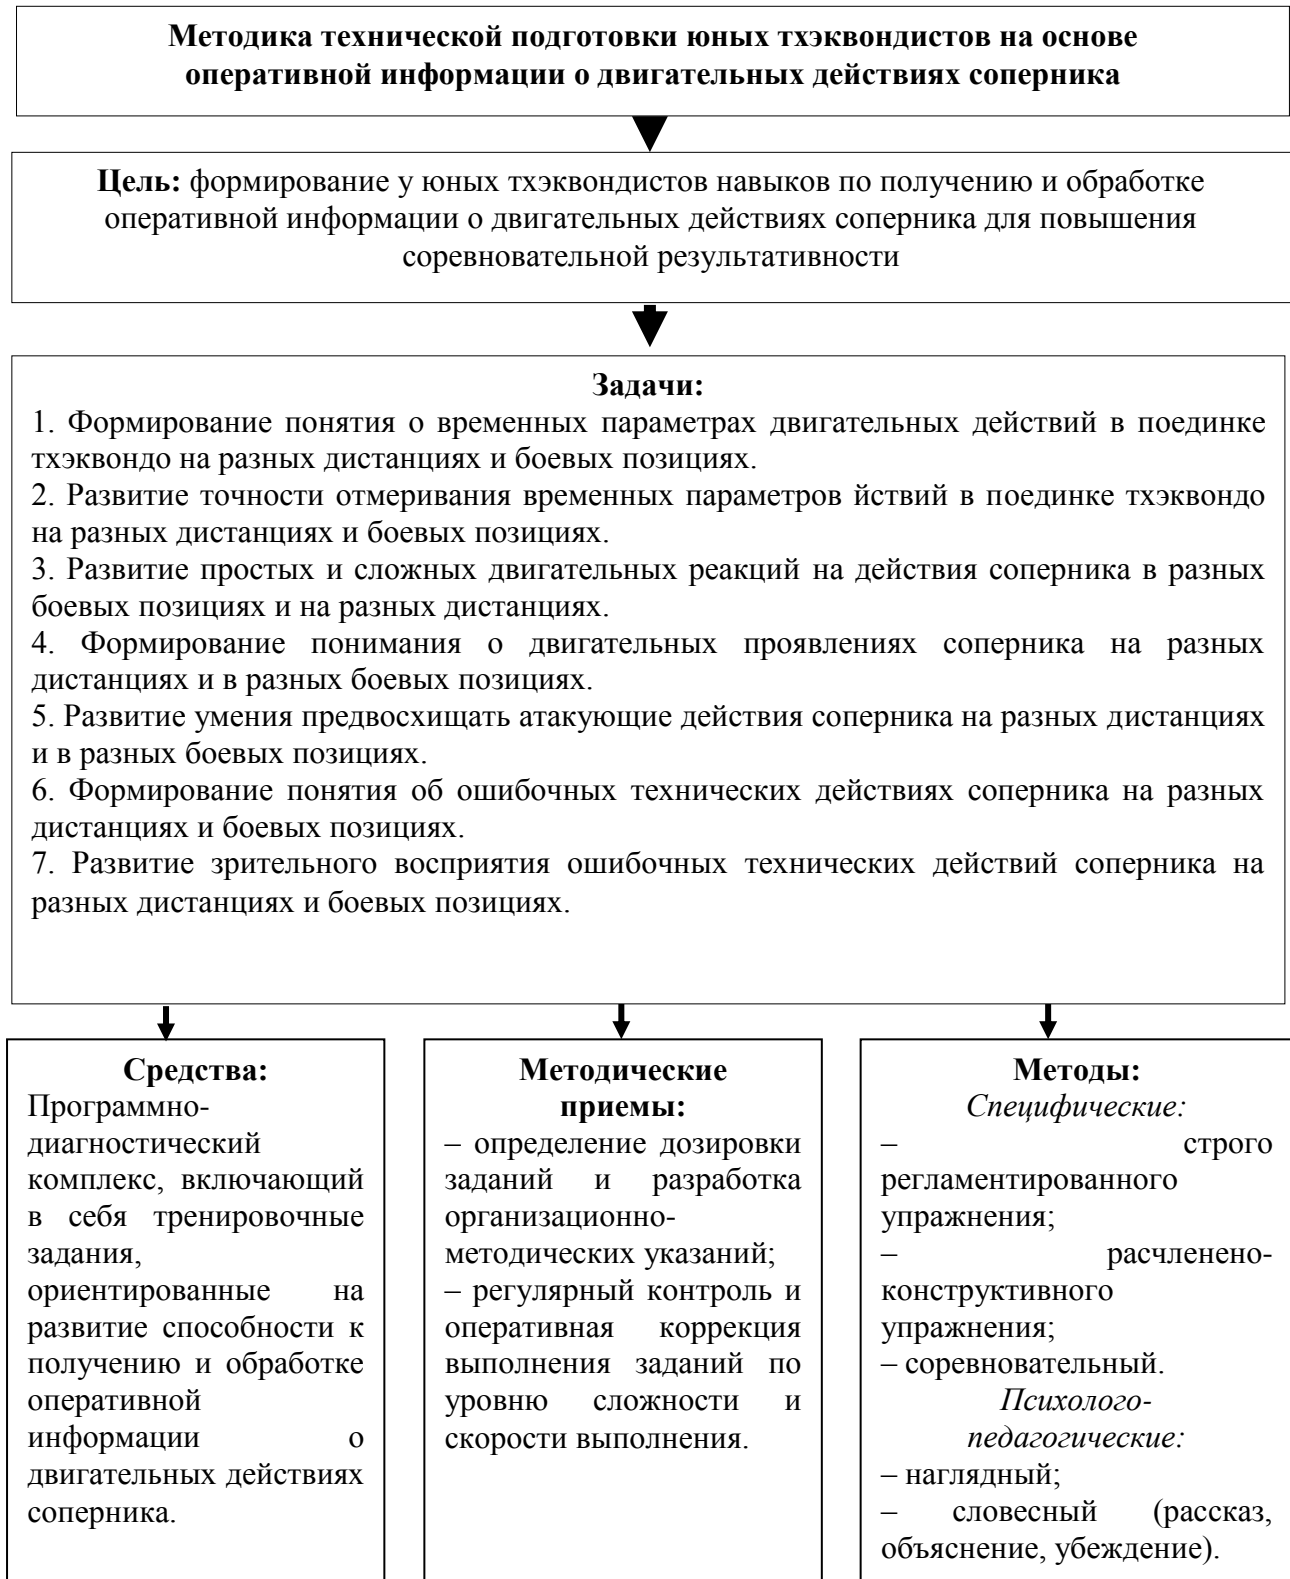 Методика технической подготовки юных тхэквондистов на основе
оперативной информации о двигательных действиях соперника
Цель: формирование у юных тхэквондистов навыков по получению и обработке
оперативной информации о двигательных действиях соперника для повышения
соревновательной результативности
Задачи:
1. Формирование понятия о временных параметрах двигательных действий в поединке
тхэквондо на разных дистанциях и боевых позициях.
2. Развитие точности отмеривания временных параметров йствий в поединке тхэквондо
на разных дистанциях и боевых позициях.
3. Развитие простых и сложных двигательных реакций на действия соперника в разных
боевых позициях и на разных дистанциях.
4. Формирование понимания о двигательных проявлениях соперника на разных
дистанциях и в разных боевых позициях.
5. Развитие умения предвосхищать атакующие действия соперника на разных дистанциях
и в разных боевых позициях.
6. Формирование понятия об ошибочных технических действиях соперника на разных
дистанциях и боевых позициях.
7. Развитие зрительного восприятия ошибочных технических действий соперника на
разных дистанциях и боевых позициях.
Средства:
Программно-
диагностический
комплекс, включающий
в себя тренировочные
задания,
ориентированные на
развитие способности к
получению и обработке
оперативной
информации о
двигательных действиях
соперника.
Методические
приемы:
– определение дозировки
заданий и разработка
организационно-
методических указаний;
– регулярный контроль и
оперативная коррекция
выполнения заданий по
уровню сложности и
скорости выполнения.
Методы:
Специфические:
– строго
регламентированного
упражнения;
– расчленено-
конструктивного
упражнения;
– соревновательный.
Психолого-
педагогические:
– наглядный;
– словесный (рассказ,
объяснение, убеждение).